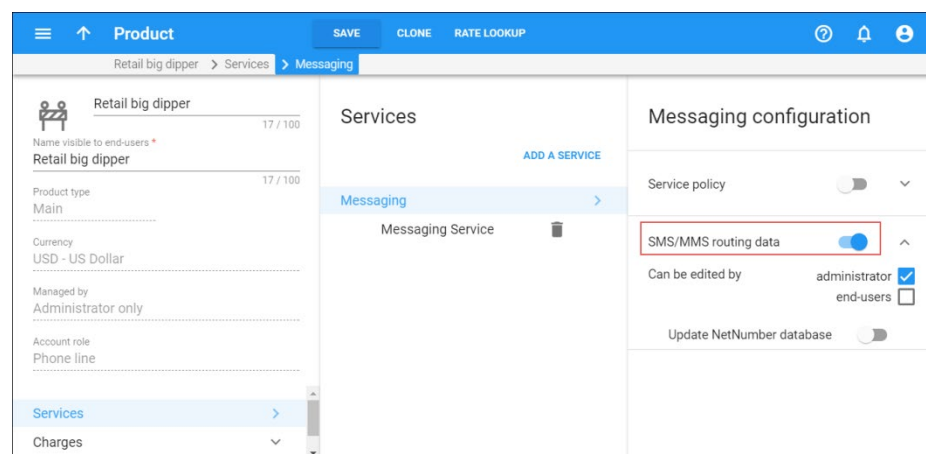 Product SAVE CLONE RATE LOOKUP
Retail big dipper > Services > Messaging
Retail big dipper
17 / 100
Name visible to end-users *
Retail big dipper
17 / 100
Product type
Main
Currency
USD - US Dollar
Managed by
Administrator only
Account role
Phone line
Services
Charges
Services
ADD A SERVICE
Messaging
Messaging Service
Messaging configuration
Service policy
SMS/MMS routing data
Can be edited by administrator
end-users
Update NetNumber database